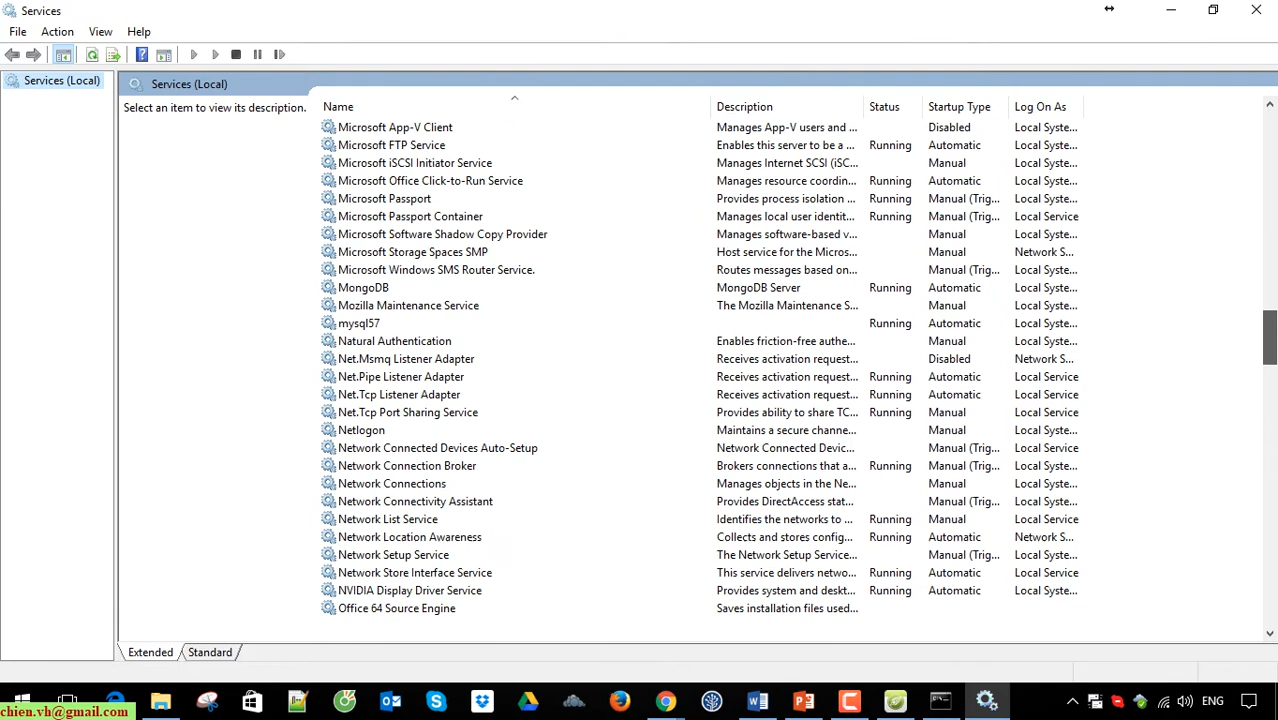 Services
File Action View Help
Services (Local)
Services (Local)
Select an item to view its description.
Name Description Status Startup Type Log On As
Microsoft App-V Client Manages App-V users and ... Disabled Local Syste...
Microsoft FTP Service Enables this server to be a ... Running Automatic Local Syste...
Microsoft iSCSI Initiator Service Manages Internet SCSI (iSC... Manual Local Syste...
Microsoft Office Click-to-Run Service Manages resource coordin... Running Automatic Local Syste...
Microsoft Passport Provides process isolation ... Running Manual (Trig... Local Syste...
Microsoft Passport Container Manages local user identit... Running Manual (Trig... Local Service
Microsoft Software Shadow Copy Provider Manages software-based v... Manual Local Syste...
Microsoft Storage Spaces SMP Host service for the Micros... Manual Network S...
Microsoft Windows SMS Router Service. Routes messages based on... Manual (Trig... Local Syste...
MongoDB MongoDB Server Running Automatic Local Syste...
Mozilla Maintenance Service The Mozilla Maintenance S... Manual Local Syste...
mysql57 Running Automatic Local Syste...
Natural Authentication Enables friction-free authe... Manual Local Syste...
Net.Msmq Listener Adapter Receives activation request... Disabled Network S...
Net.Pipe Listener Adapter Receives activation request... Running Automatic Local Service
Net.Tcp Listener Adapter Receives activation request... Running Automatic Local Service
Net.Tcp Port Sharing Service Provides ability to share TC... Running Manual Local Service
Netlogon Maintains a secure channe... Manual Local Syste...
Network Connected Devices Auto-Setup Network Connected Devic... Manual (Trig... Local Service
Network Connection Broker Brokers connections that a... Running Manual (Trig... Local Syste...
Network Connections Manages objects in the Ne... Manual Local Syste...
Network Connectivity Assistant Provides DirectAccess stat... Manual (Trig... Local Syste...
Network List Service Identifies the networks to ... Running Manual Local Service
Network Location Awareness Collects and stores config... Running Automatic Network S...
Network Setup Service The Network Setup Service... Manual (Trig... Local Syste...
Network Store Interface Service This service delivers netwo... Running Automatic Local Service
NVIDIA Display Driver Service Provides system and deskt... Running Automatic Local Syste...
Office 64 Source Engine Saves installation files used... Manual Local Syste...
Extended Standard
ENG
chien.vh@gmail.com